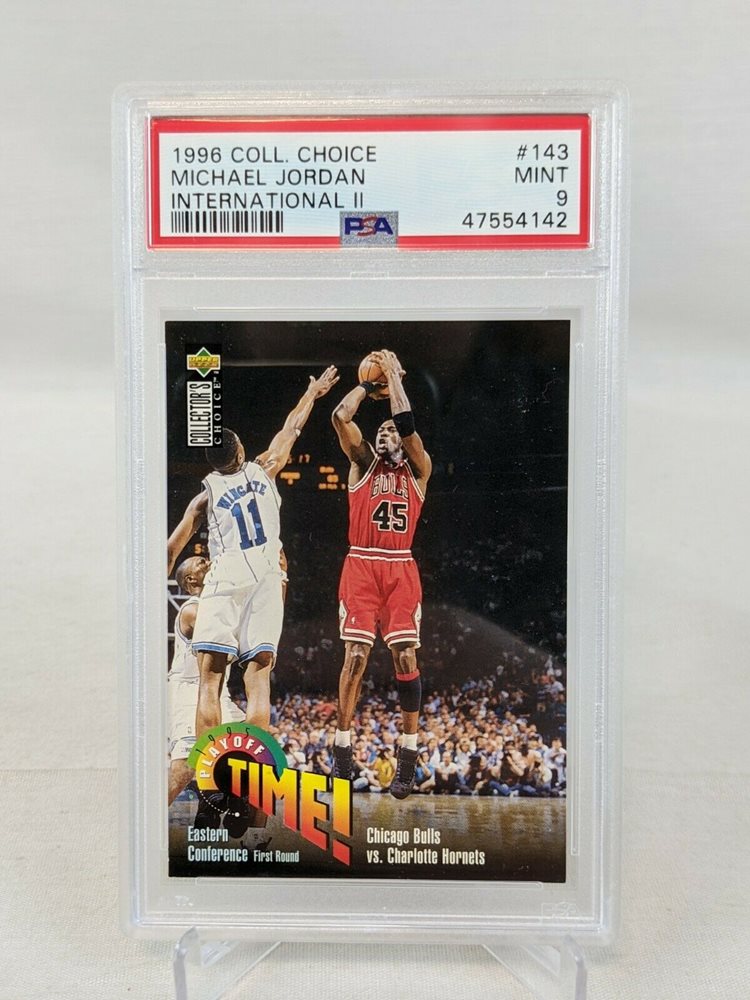 1996 COLL. CHOICE #143
MICHAEL JORDAN MINT
INTERNATIONAL II 9
PSA 47554142
UPPER DECK
COLLECTOR'S
CHOICE
WINGATE
11
BULLS
45
1995
PLAYOFF
TIME!
Eastern
Conference First Round
Chicago Bulls
vs. Charlotte Hornets